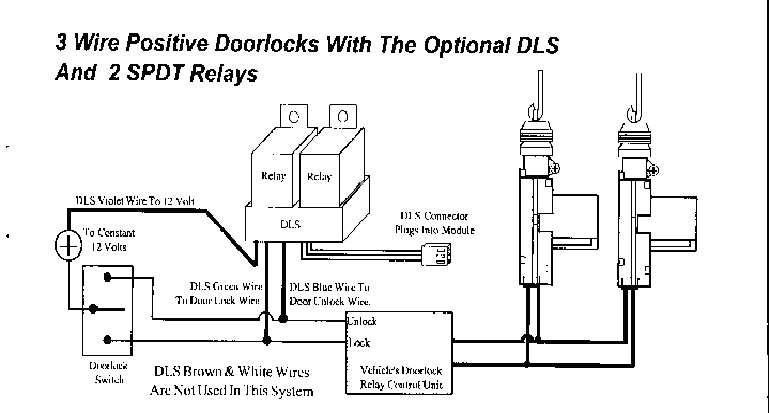 3 Wire Positive Doorlocks With The Optional DLS
And 2 SPDT Relays
Relay
Relay
DLS Violet Wire To 12 Volt
DLS
DLS Connector
Plugs Into Module
To Constant
12 Volts
DLS Green Wire
To Door Lock Wire
DLS Blue Wire To
Door Unlock Wire.
Unlock
Lock
Doorlock
Switch
DLS Brown & White Wires
Are Not Used In This System
Vehicle's Doorlock
Relay Control Unit